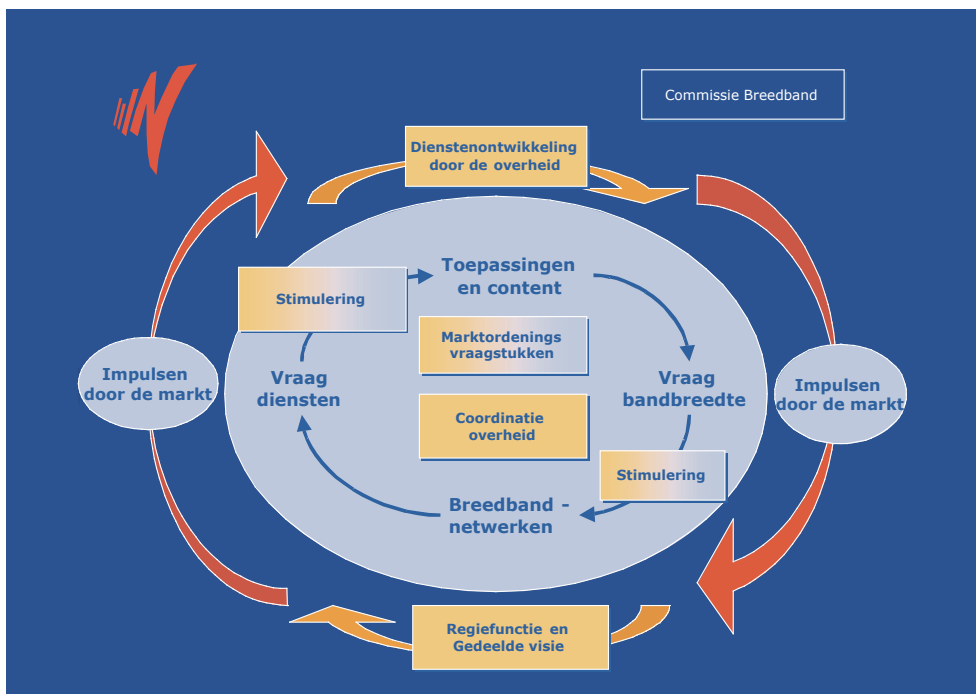 Commissie Breedband
Dienstenontwikkeling
door de overheid
Toepassingen
en content
Stimulering
Marktordenings
vraagstukken
Impulsen
door de markt
Vraag
diensten
Vraag
bandbreedte
Impulsen
door de markt
Coordinatie
overheid
Stimulering
Breedband -
netwerken
Regiefunctie en
Gedeelde visie